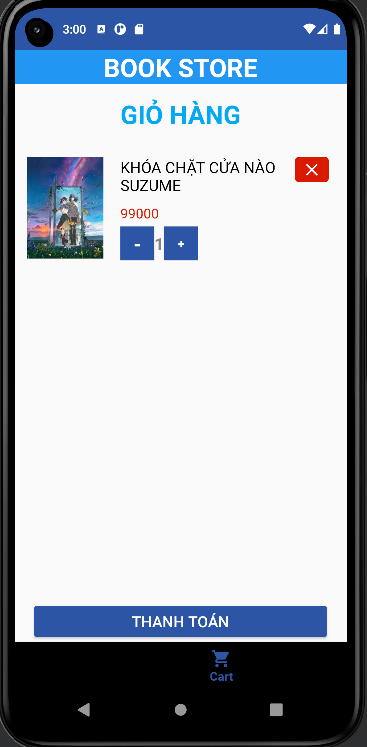 3:00
BOOK STORE
GIỎ HÀNG
KHÓA CHẶT CỬA NÀO
SUZUME
99000
- 1 +
THANH TOÁN
Cart